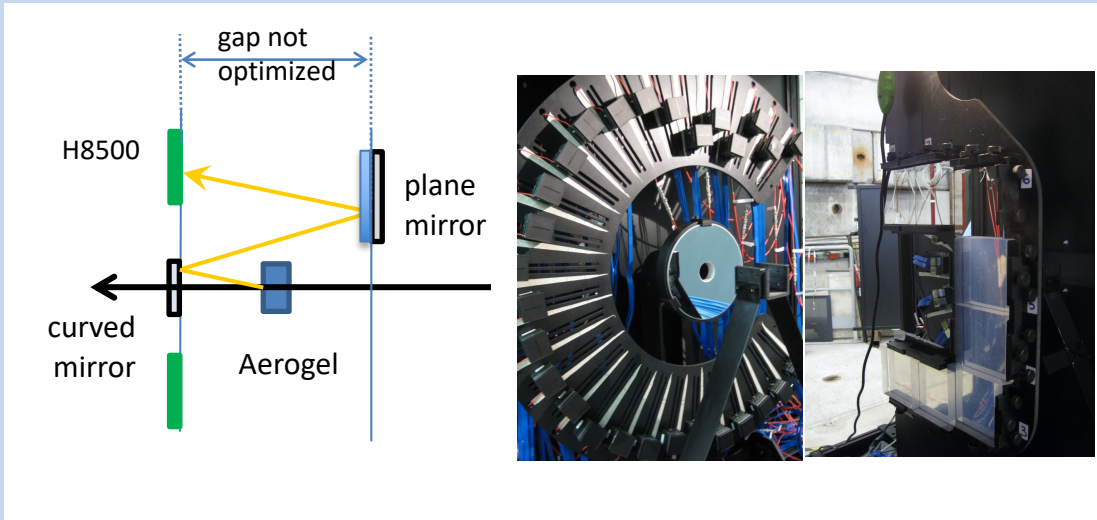 gap not
optimized
H8500
plane
mirror
curved
mirror
Aerogel